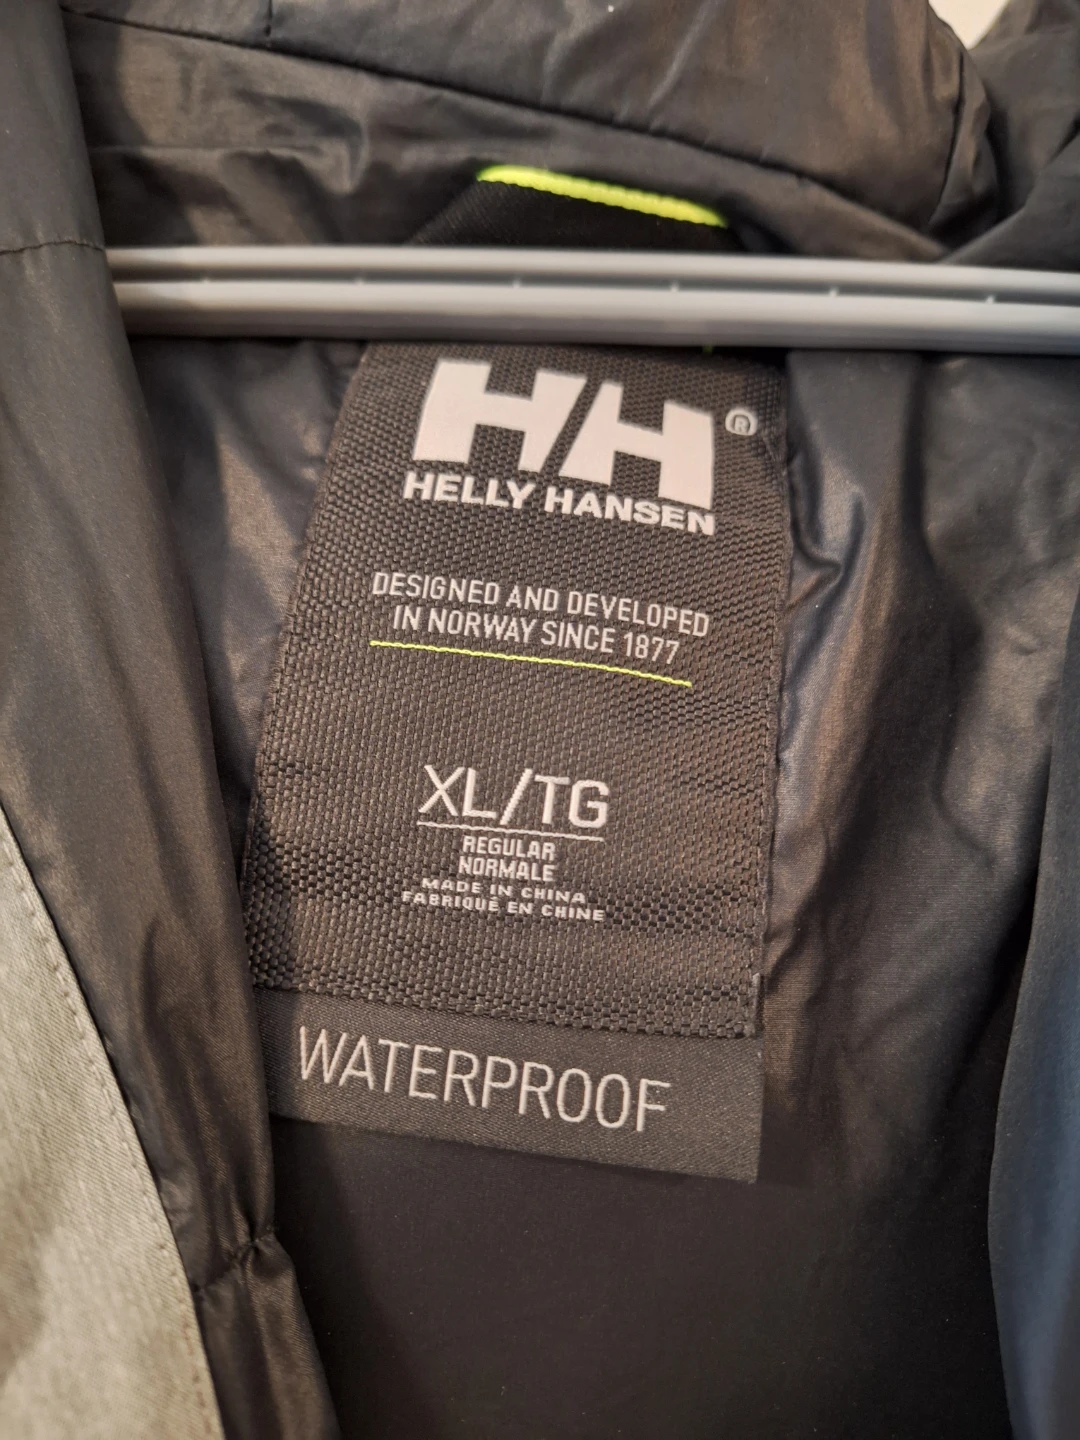 HH®
HELLY HANSEN
DESIGNED AND DEVELOPED
IN NORWAY SINCE 1877
XL/TG
REGULAR
NORMALE
MADE IN CHINA
FABRIQUÉ EN CHINE
WATERPROOF